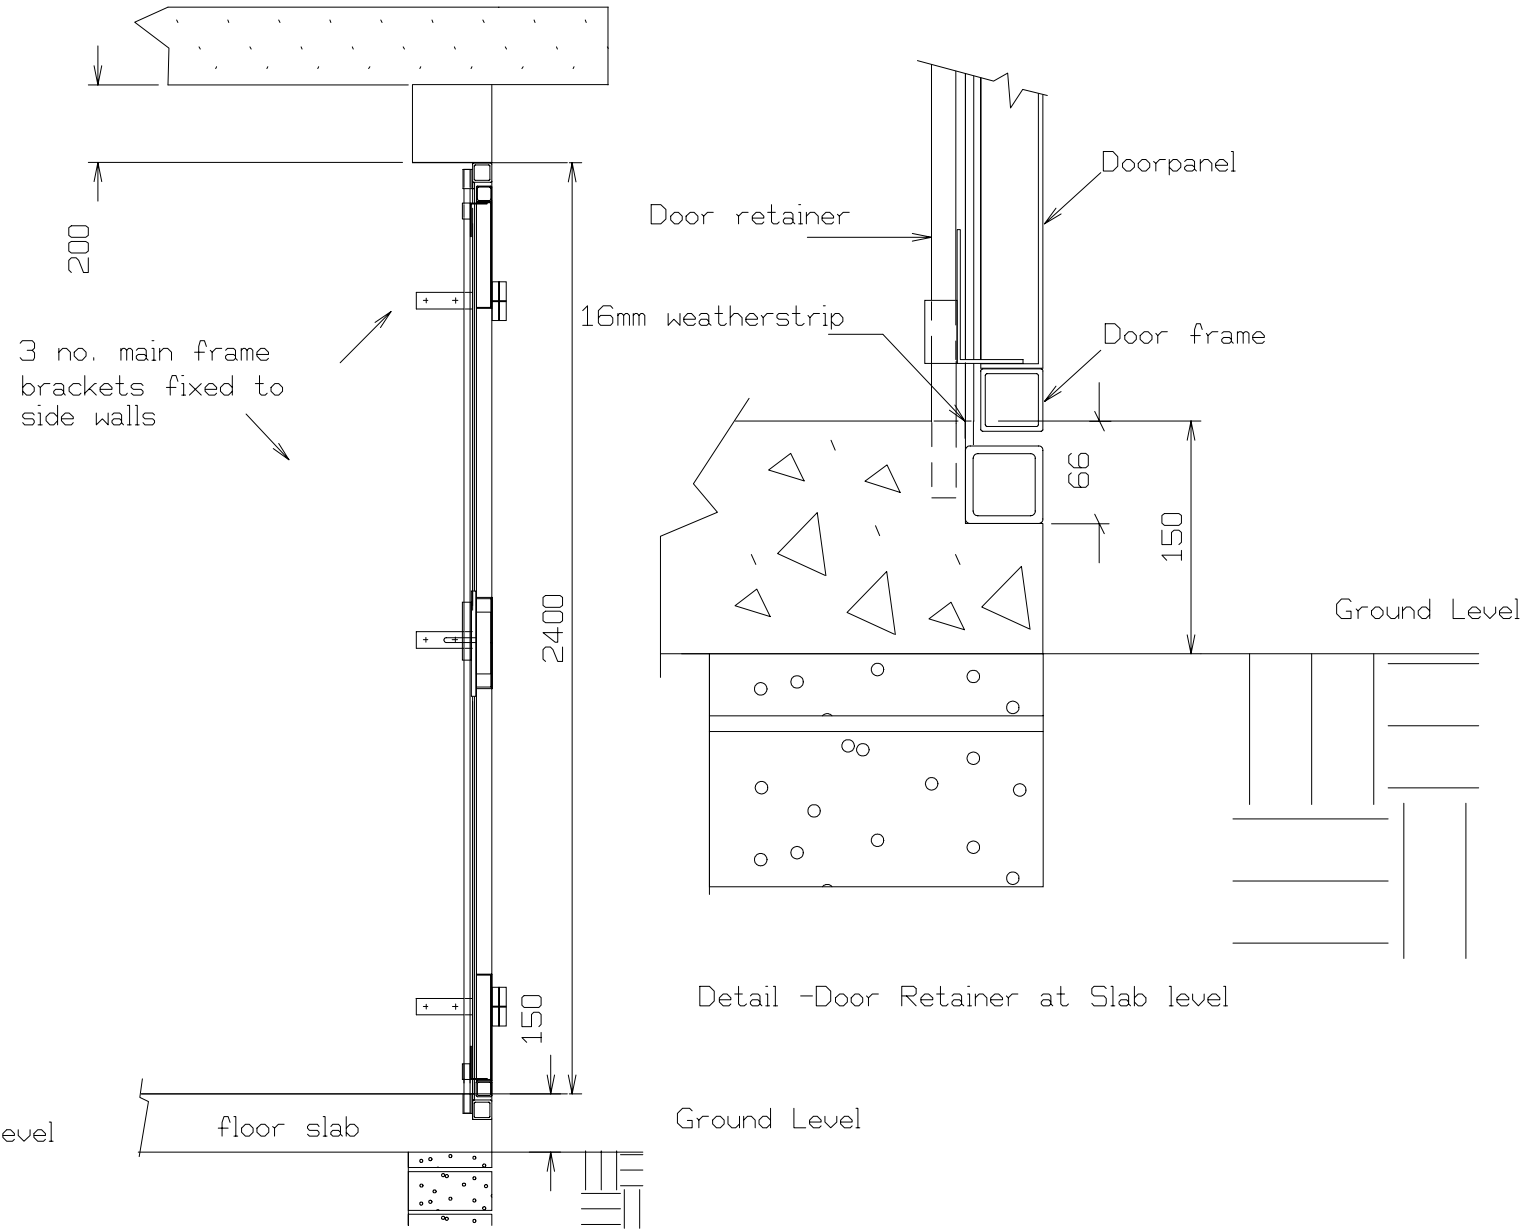 200
3 no. main frame
brackets fixed to
side walls
2400
150
floor slab
evel
Ground Level
Door retainer
16mm weatherstrip
Doorpanel
Door frame
66
150
Ground Level
Detail -Door Retainer at Slab level